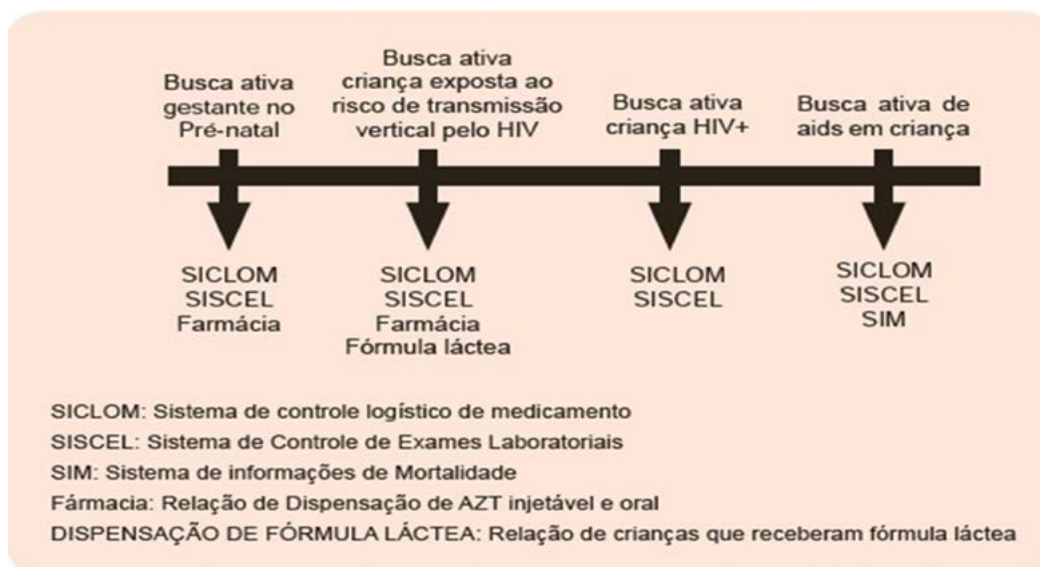 Busca ativa
gestante no
Pré-natal
Busca ativa
criança exposta ao
risco de transmissão
vertical pelo HIV
Busca ativa
criança HIV+
Busca ativa de
aids em criança
SICLOM
SISCEL
Farmácia
SICLOM
SISCEL
Farmácia
Fórmula láctea
SICLOM
SISCEL
SICLOM
SISCEL
SIM
SICLOM: Sistema de controle logístico de medicamento
SISCEL: Sistema de Controle de Exames Laboratoriais
SIM: Sistema de informações de Mortalidade
Fármacia: Relação de Dispensação de AZT injetável e oral
DISPENSAÇÃO DE FÓRMULA LÁCTEA: Relação de crianças que receberam fórmula láctea